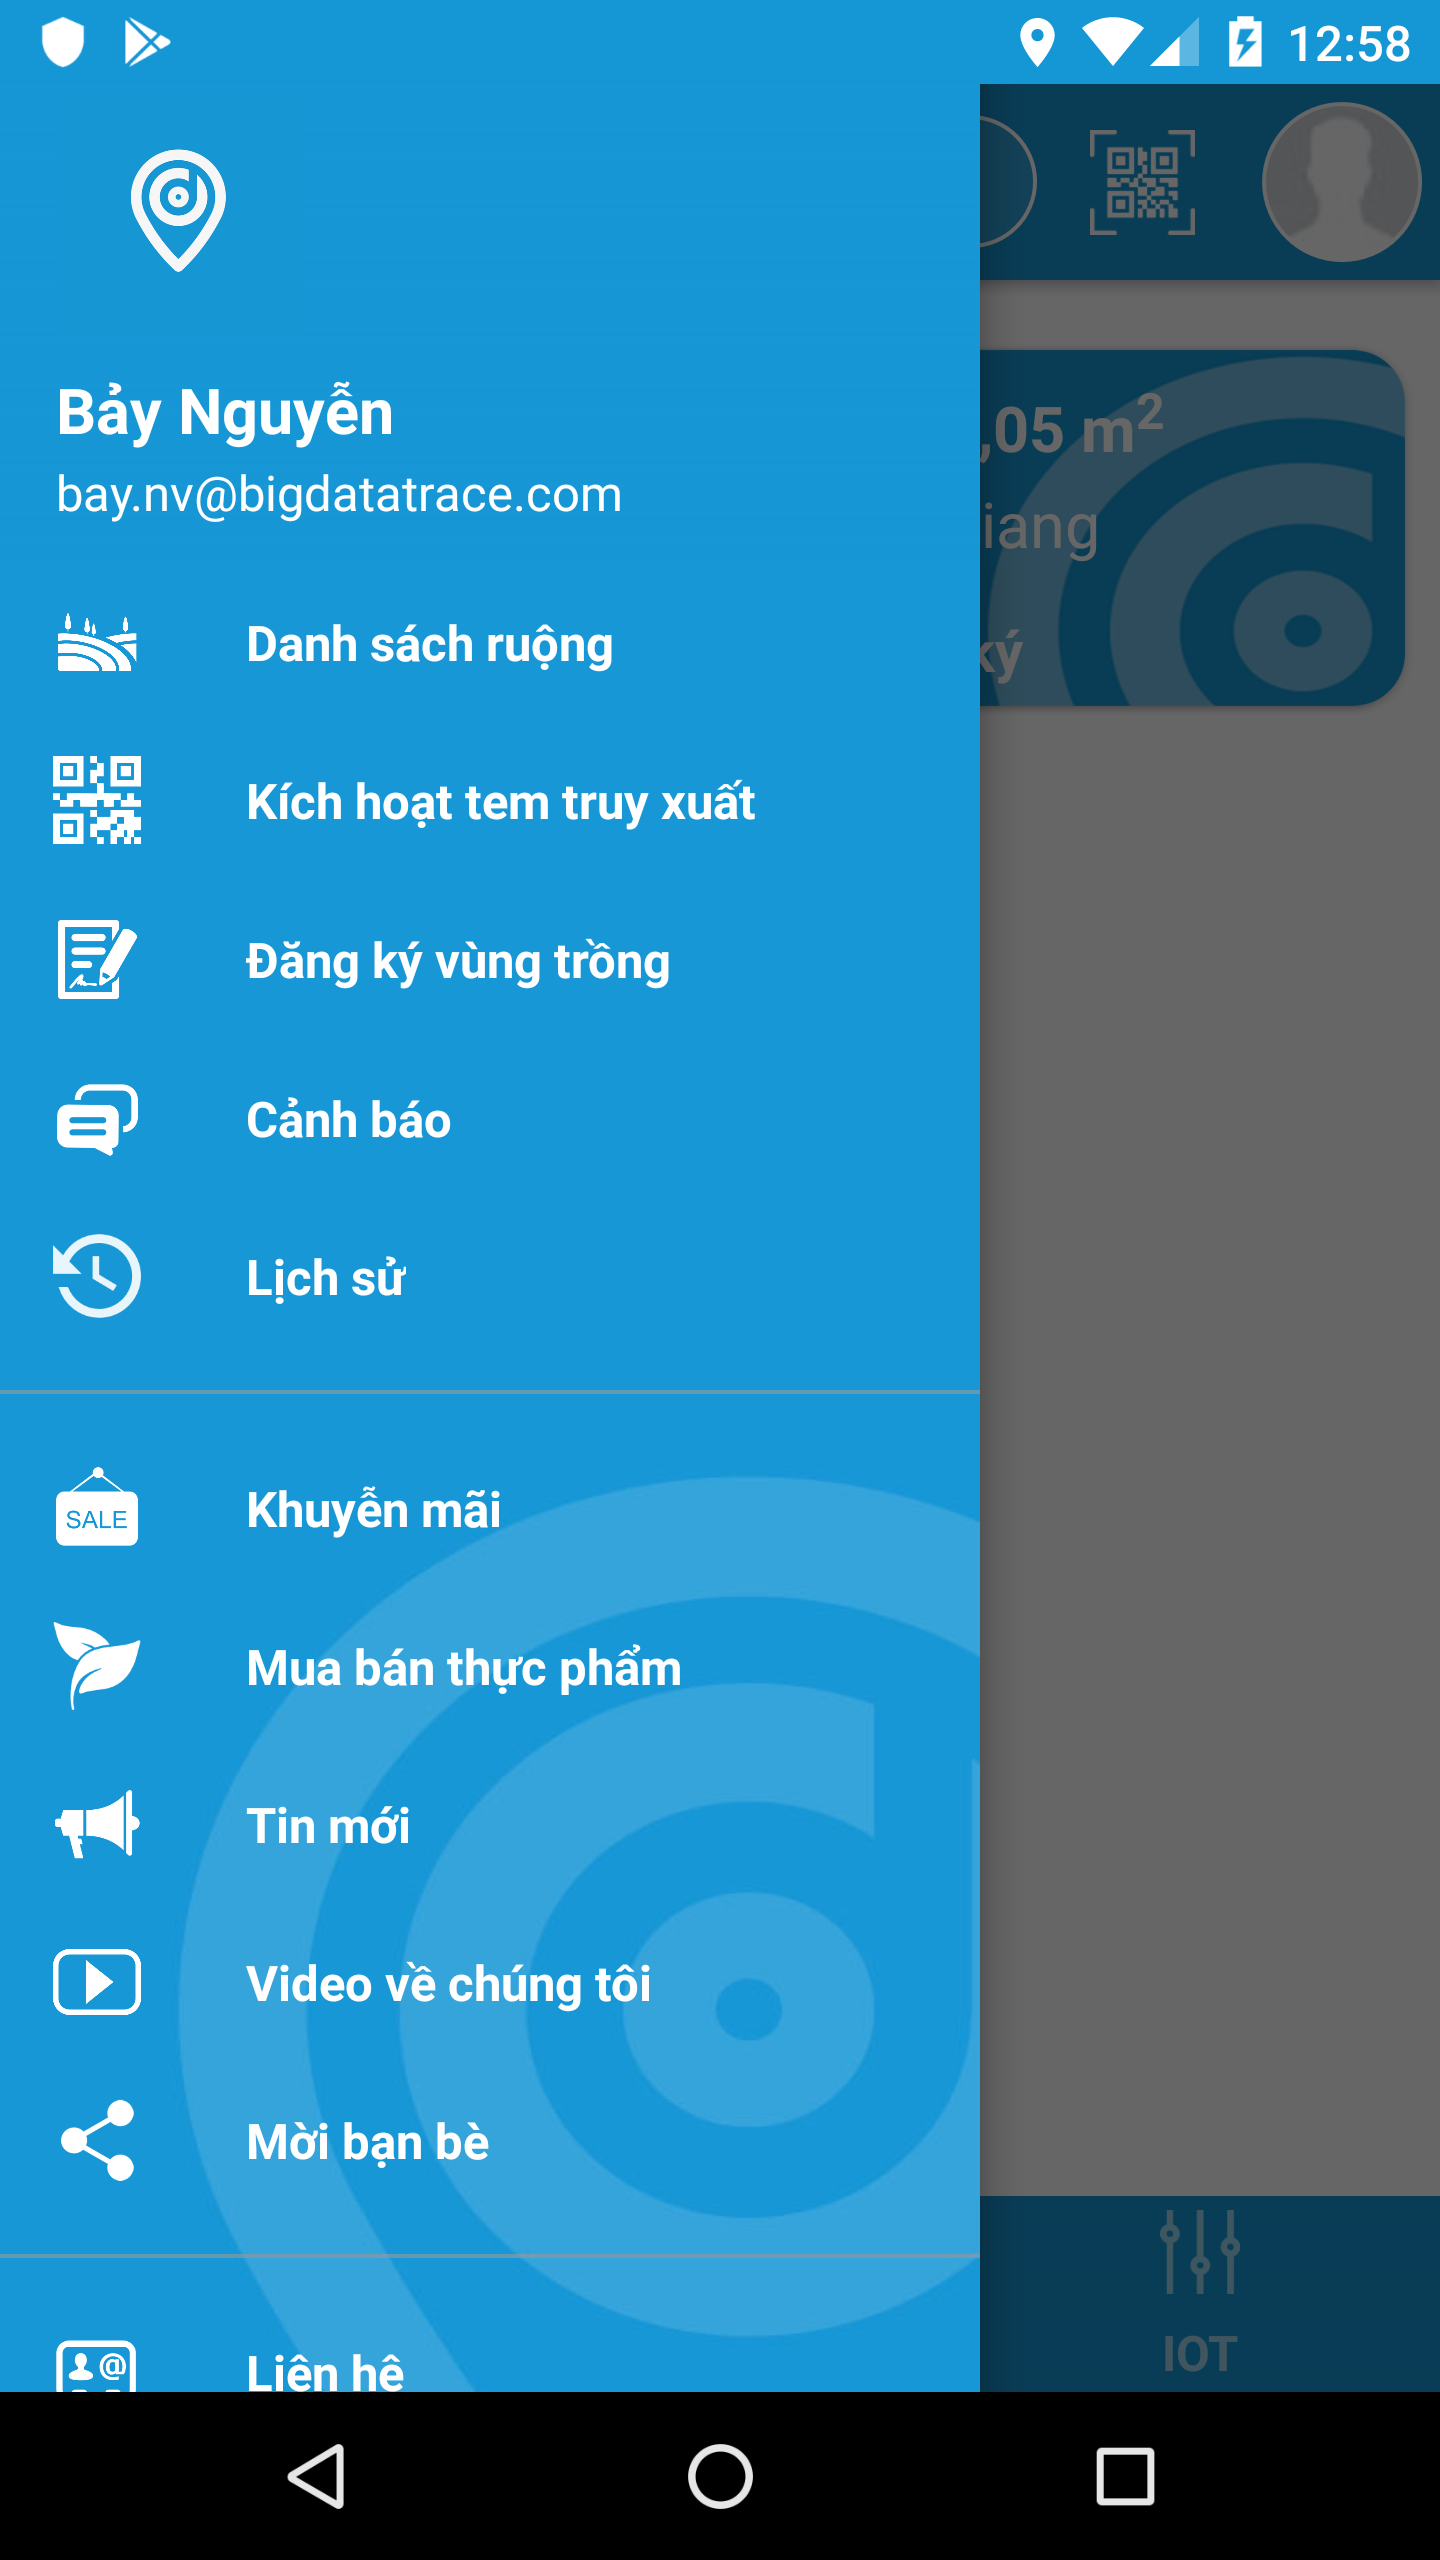 12:58
,05 m²
iang
ký
Bảy Nguyễn
bay.nv@bigdatatrace.com
Danh sách ruộng
Kích hoạt tem truy xuất
Đăng ký vùng trồng
Cảnh báo
Lịch sử
SALE
Khuyễn mãi
Mua bán thực phẩm
Tin mới
Video về chúng tôi
Mời bạn bè
@
Liên hê
IOT